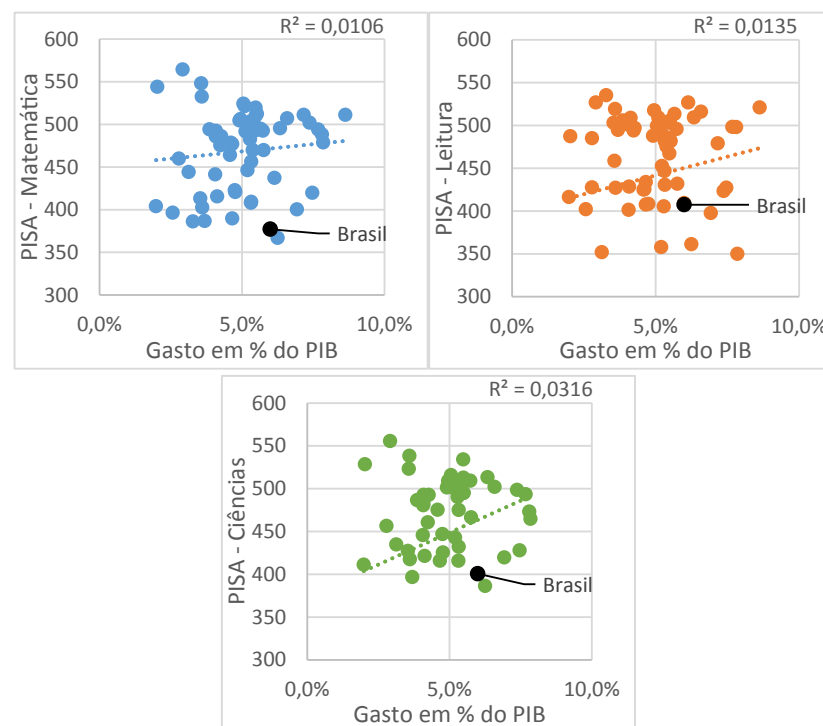 R² = 0,0106
600
550
500
450
400
350
300
0,0%
5,0%
10,0%
PISA - Matemática
Gasto em % do PIB
Brasil
R² = 0,0135
600
550
500
450
400
350
300
0,0%
5,0%
10,0%
PISA - Leitura
Gasto em % do PIB
Brasil
R² = 0,0316
600
550
500
450
400
350
300
0,0%
5,0%
10,0%
PISA - Ciências
Gasto em % do PIB
Brasil